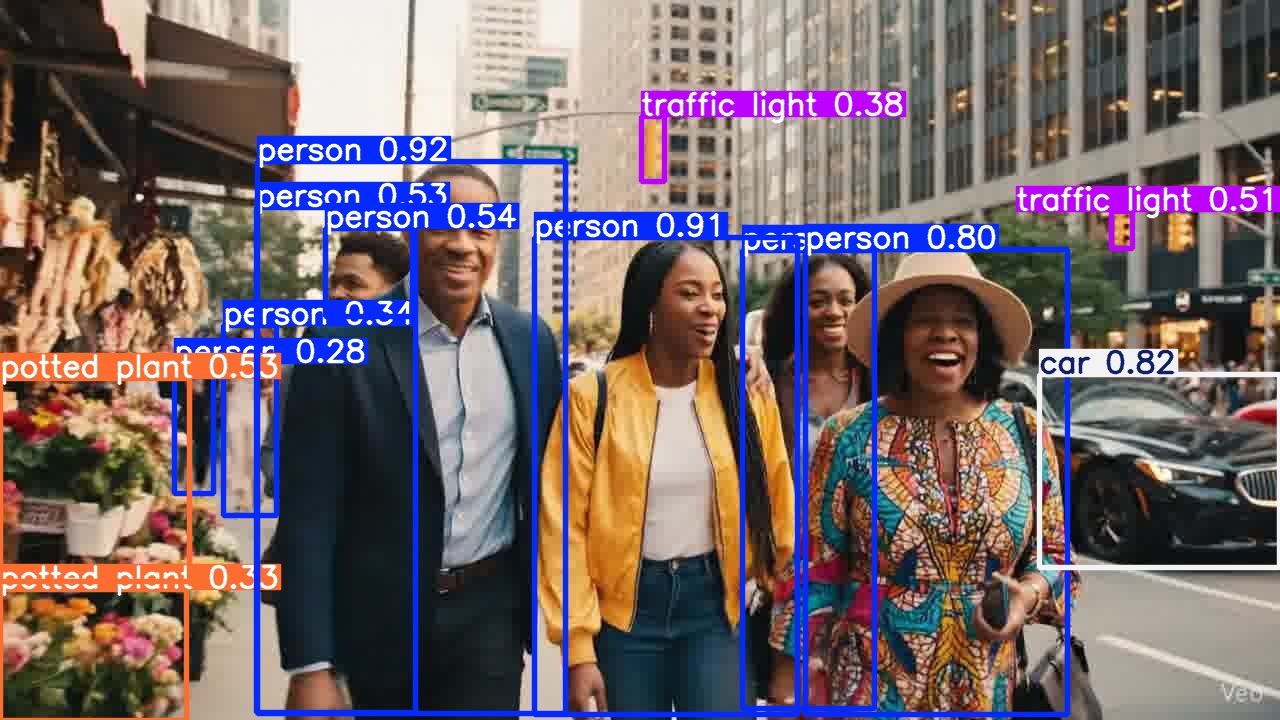 traffic light 0.38
person 0.92
person 0.53
traffic light 0.51
person 0.54
person 0.91
person 0.80
person 0.34
person 0.28
potted plant 0.53
car 0.82
potted plant 0.33
Veo